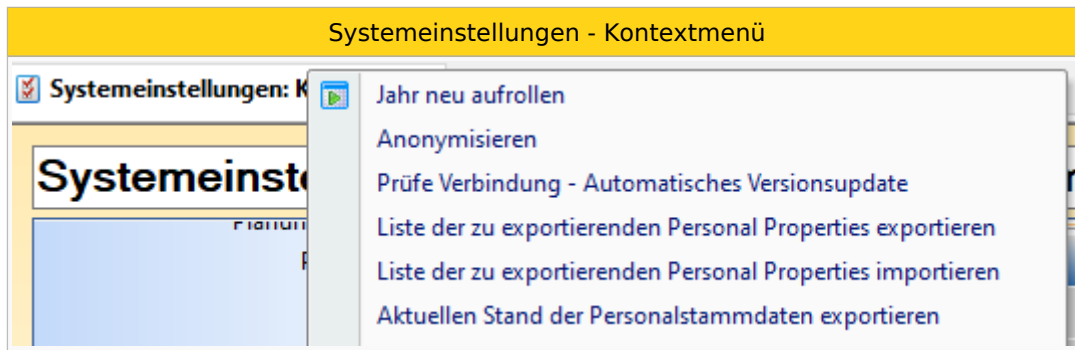 Systemeinstellungen - Kontextmenü
Systemeinstellungen: K
Jahr neu aufrollen
Anonymisieren
Systemeinste
Prüfe Verbindung - Automatisches Versionsupdate
Liste der zu exportierenden Personal Properties exportieren
Liste der zu exportierenden Personal Properties importieren
Aktuellen Stand der Personalstammdaten exportieren